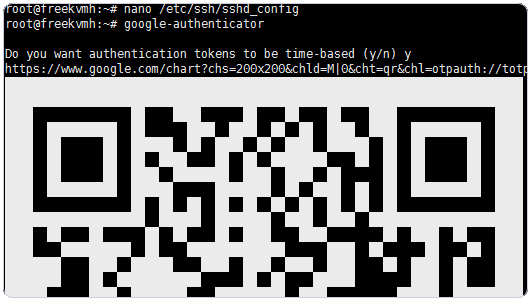 root@freekvmh:~# nano /etc/ssh/sshd_config
root@freekvmh:~# google-authenticator
Do you want authentication tokens to be time-based (y/n) y
https://www.google.com/chart?chs=200x200&chld=M|0&cht=qr&chl=otpauth://totp